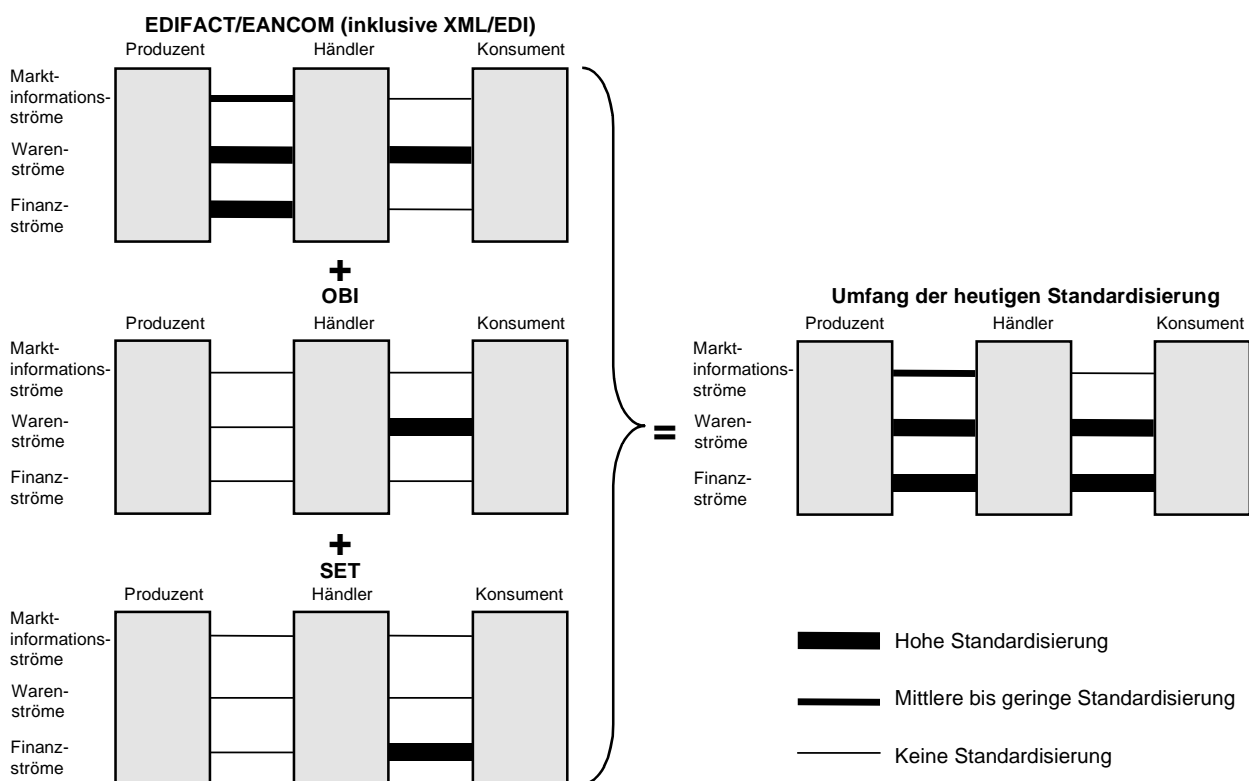 EDIFACT/EANCOM (inklusive XML/EDI)
Produzent Händler Konsument
Markt-
informations-
ströme
Waren-
ströme
Finanz-
ströme
+
OBI
Produzent Händler Konsument
Markt-
informations-
ströme
Waren-
ströme
Finanz-
ströme
+
SET
Produzent Händler Konsument
Markt-
informations-
ströme
Waren-
ströme
Finanz-
ströme
=
Umfang der heutigen Standardisierung
Produzent Händler Konsument
Markt-
informations-
ströme
Waren-
ströme
Finanz-
ströme
Hohe Standardisierung
Mittlere bis geringe Standardisierung
Keine Standardisierung